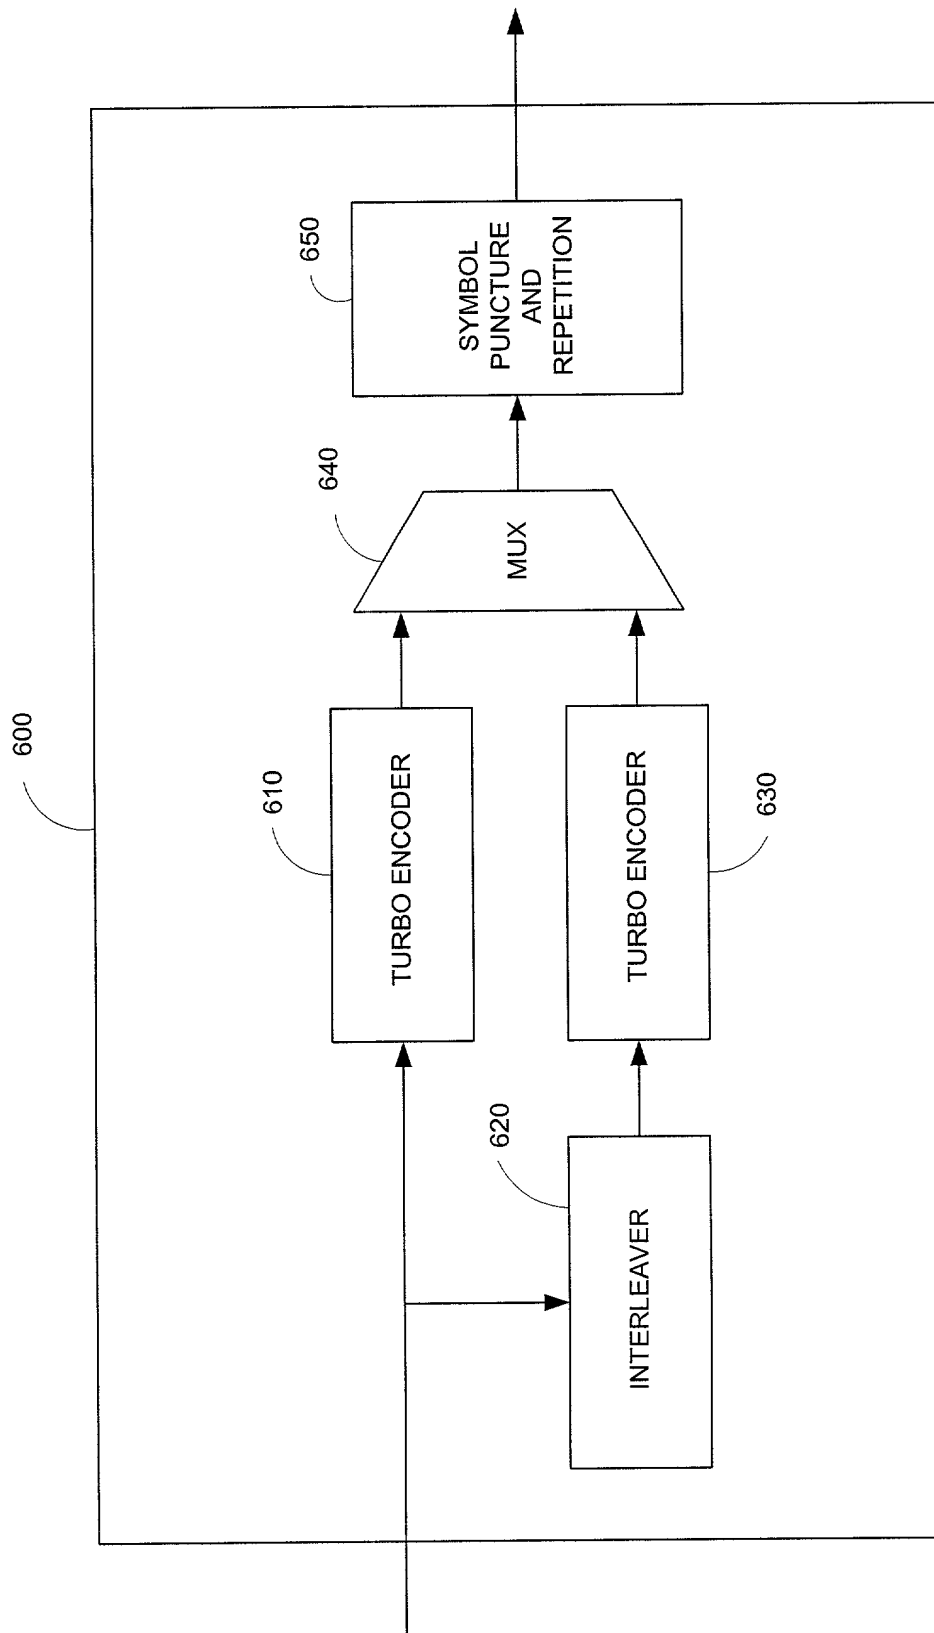 600
610
TURBO ENCODER
620
INTERLEAVER
630
TURBO ENCODER
640
MUX
650
SYMBOL
PUNCTURE
AND
REPETITION